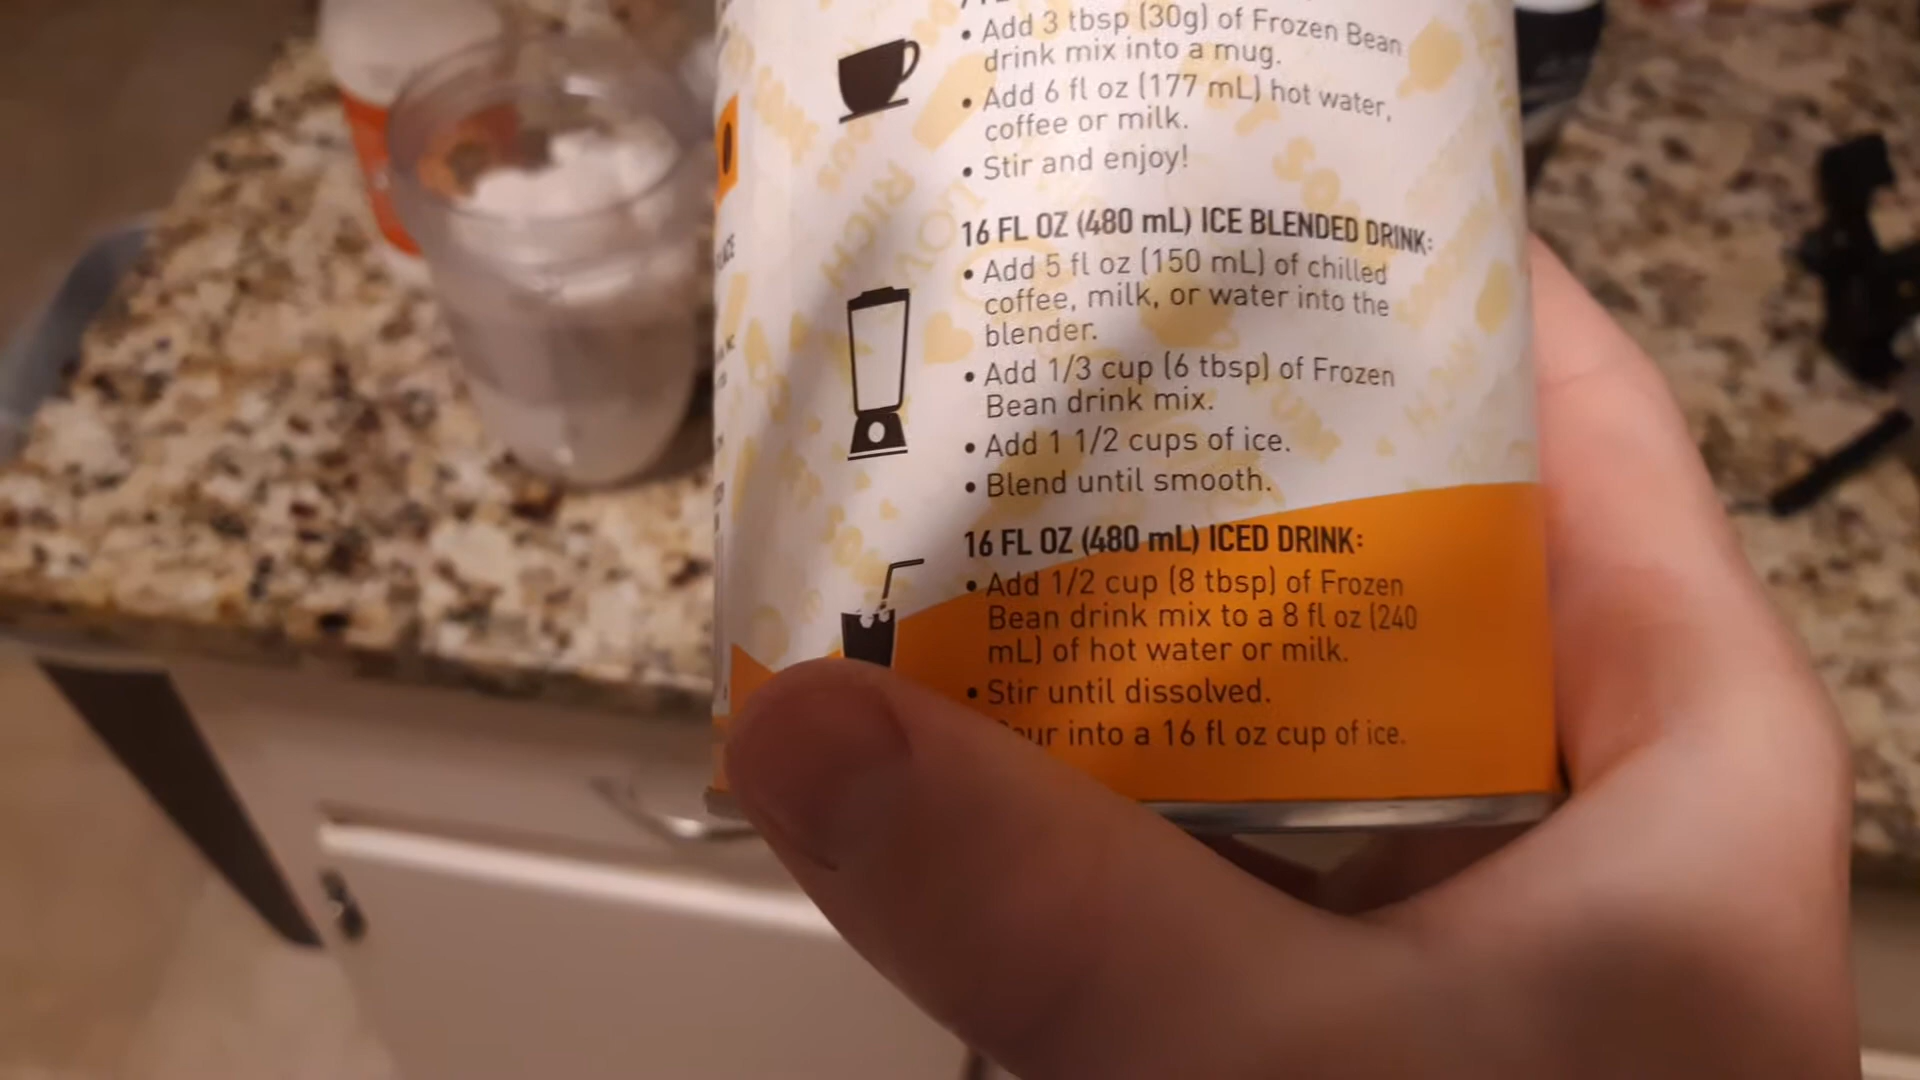 • Add 3 tbsp (30g) of Frozen Bean
drink mix into a mug.
• Add 6 fl oz (177 mL) hot water,
coffee or milk.
• Stir and enjoy!
16 FL OZ (480 mL) ICE BLENDED DRINK:
• Add 5 fl oz (150 mL) of chilled
coffee, milk, or water into the
blender.
• Add 1/3 cup (6 tbsp) of Frozen
Bean drink mix.
• Add 1 1/2 cups of ice.
• Blend until smooth.
16 FL OZ (480 mL) ICED DRINK:
• Add 1/2 cup (8 tbsp) of Frozen
Bean drink mix to a 8 fl oz (240
mL) of hot water or milk.
• Stir until dissolved.
into a 16 fl oz cup of ice.
RICH